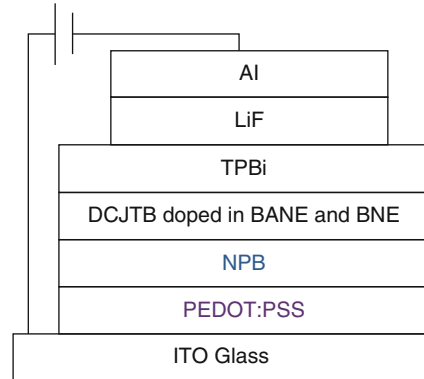 Al
LiF
TPBi
DCJTB doped in BANE and BNE
NPB
PEDOT:PSS
ITO Glass